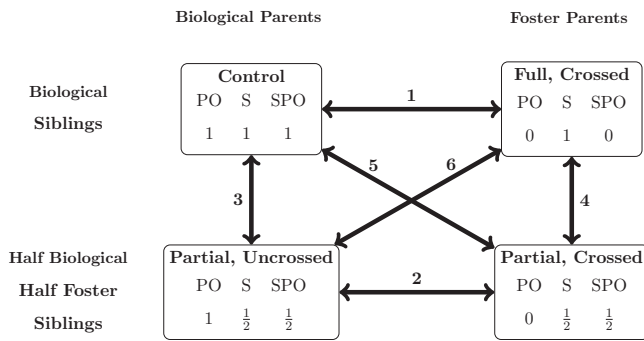 Biological Parents
Foster Parents
Control
PO S SPO
1 1 1
Full, Crossed
PO S SPO
0 1 0
Biological
Siblings
1
5
6
3
4
2
Half Biological
Half Foster
Siblings
Partial, Uncrossed
PO S SPO
1 1/2 1/2
Partial, Crossed
PO S SPO
0 1/2 1/2